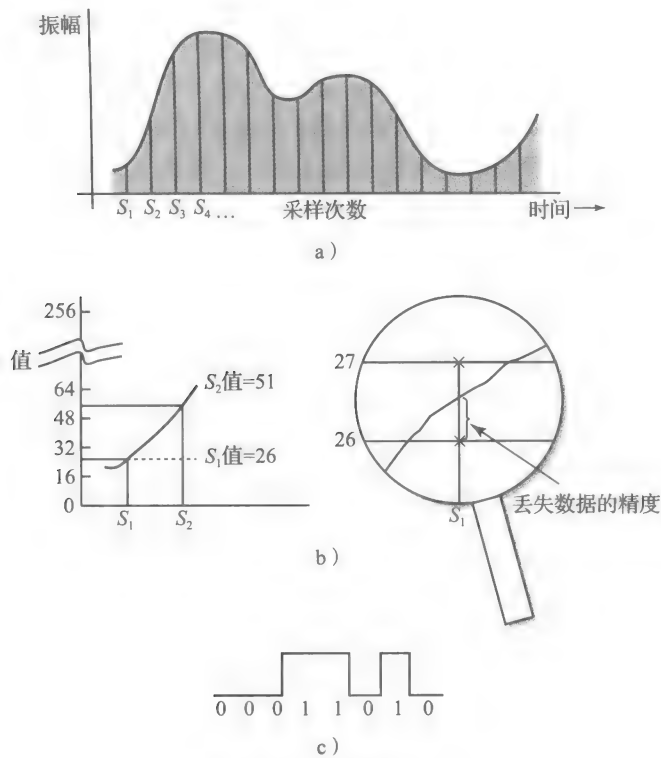 振幅
S₁ S₂ S₃ S₄ … 采样次数 时间
a）
256
值
64
48
32
16
0
S₂值=51
S₁值=26
S₁ S₂
27
26
S₁
丢失数据的精度
b）
0 0 0 1 1 0 1 0
c）